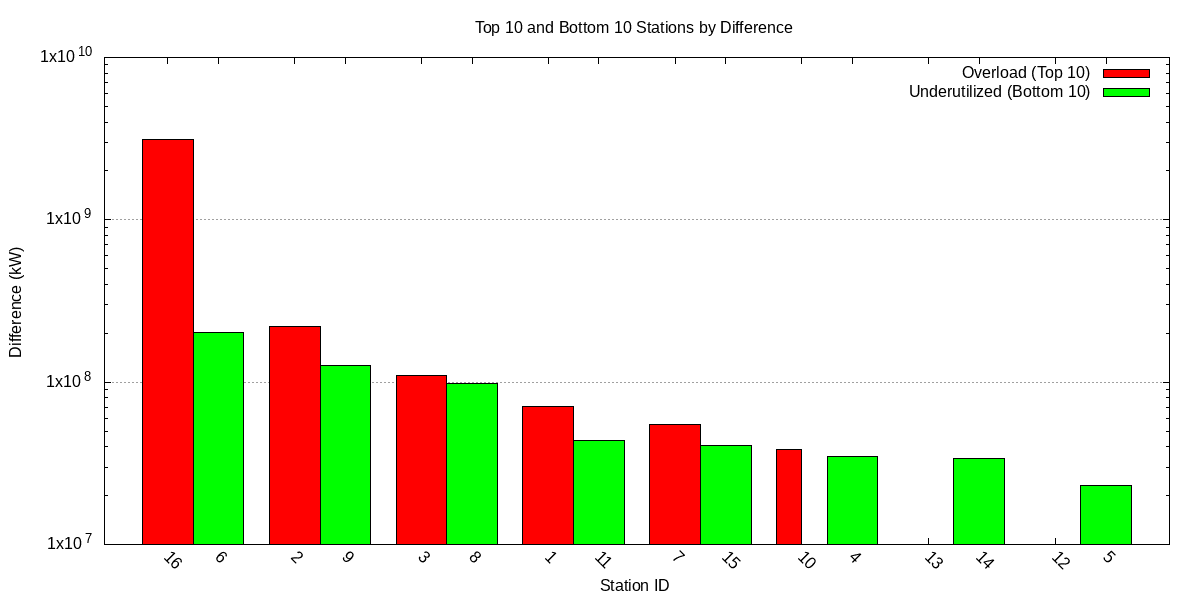 Top 10 and Bottom 10 Stations by Difference
1x10^10
1x10^9
1x10^8
1x10^7
Difference (kW)
Overload (Top 10)
Underutilized (Bottom 10)
16 6 2 9 3 8 1 11 7 15 10 4 13 14 12 5
Station ID